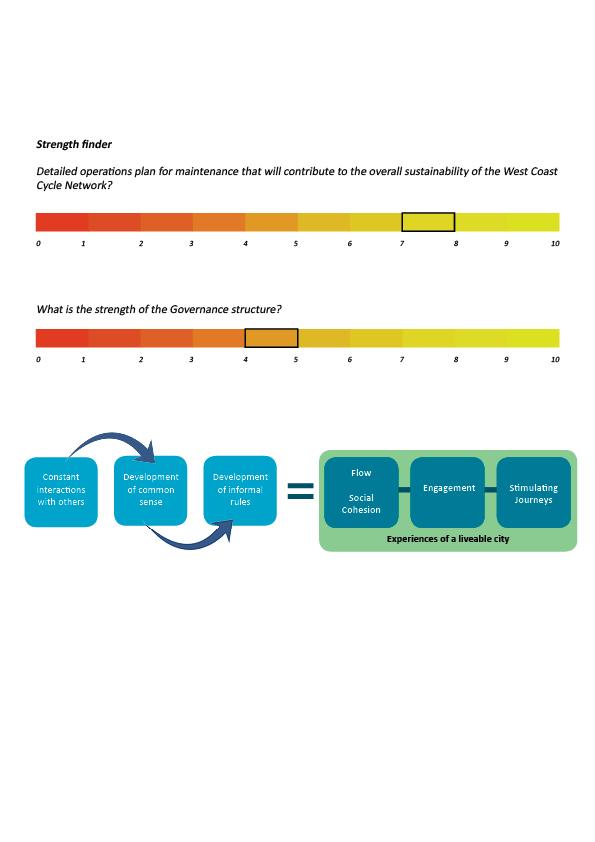 Strength finder
Detailed operations plan for maintenance that will contribute to the overall sustainability of the West Coast
Cycle Network?
0 1 2 3 4 5 6 7 8 9 10
What is the strength of the Governance structure?
0 1 2 3 4 5 6 7 8 9 10
Constant
interactions
with others
Development
of common
sense
Development
of informal
rules
=
Flow
Social
Cohesion
Engagement
Stimulating
Journeys
Experiences of a liveable city